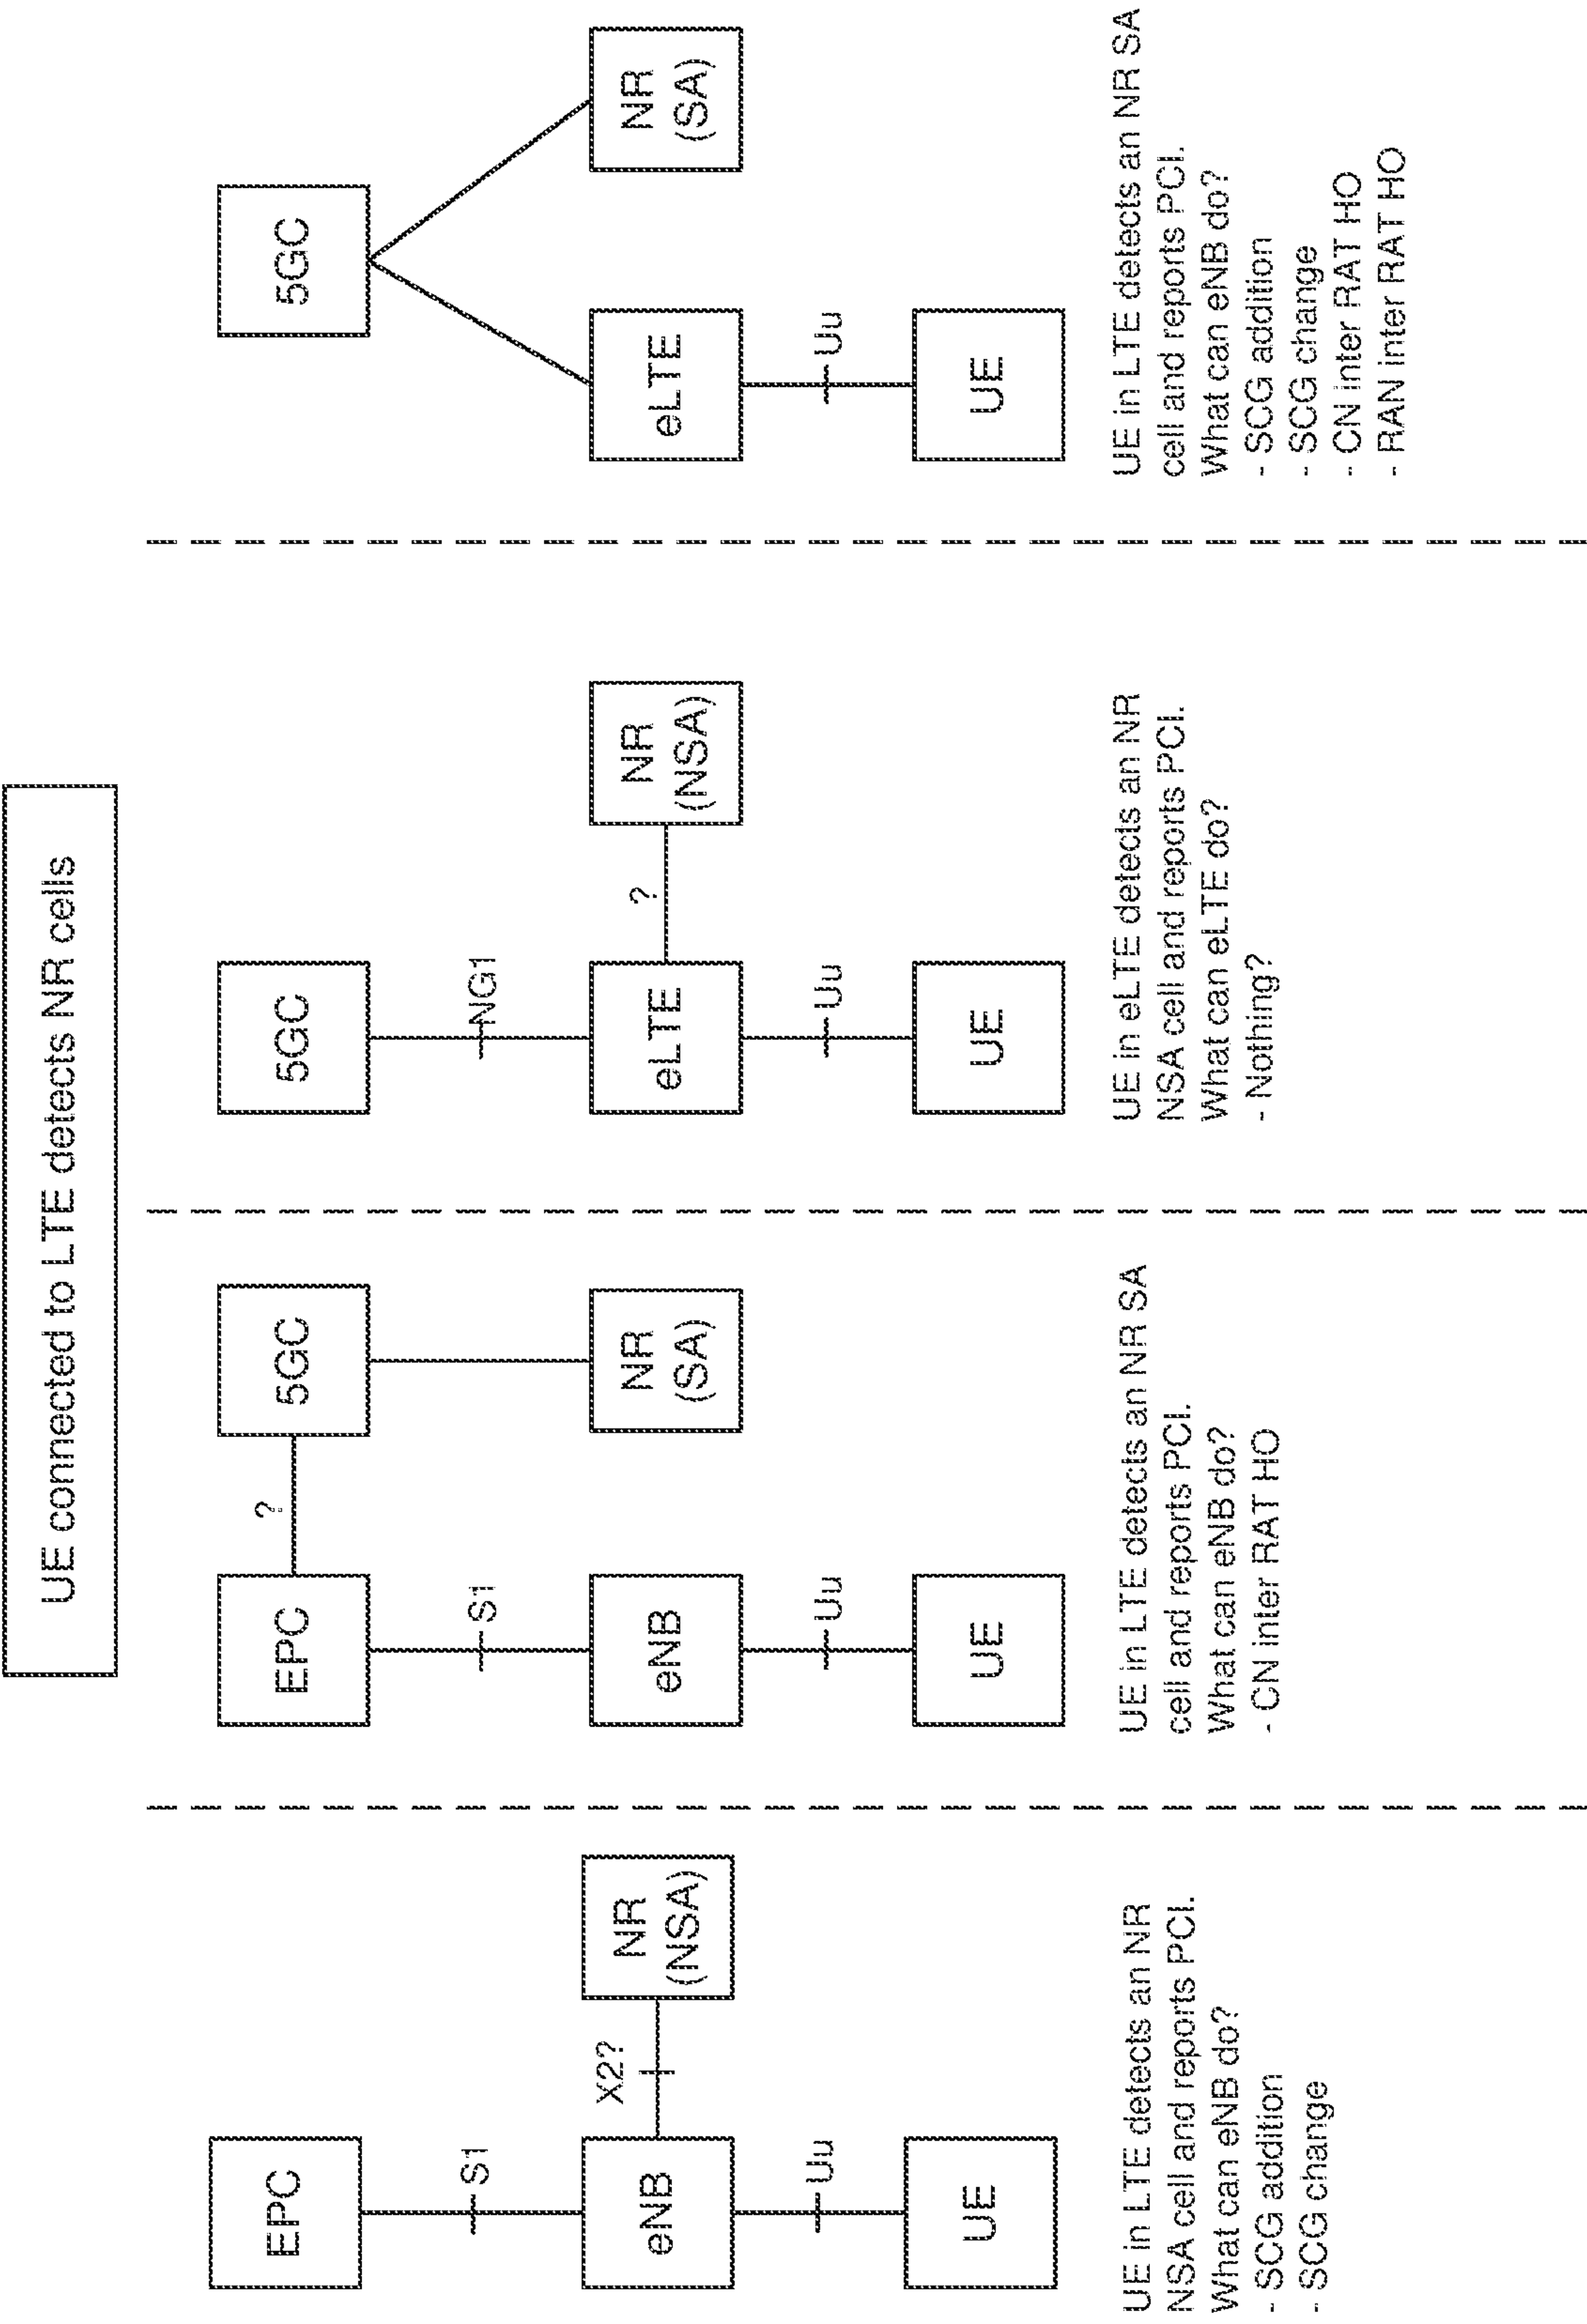 UE connected to LTE detects NR cells
EPC
S1
eNB
X2?
NR
(NSA)
Uu
UE
UE in LTE detects an NR
NSA cell and reports PCI.
What can eNB do?
- SCG addition
- SCG change
EPC
?
5GC
S1
eNB
NR
(SA)
Uu
UE
UE in LTE detects an NR SA
cell and reports PCI.
What can eNB do?
- CN inter RAT HO
5GC
NG1
eLTE
?
NR
(NSA)
Uu
UE
UE in eLTE detects an NR
NSA cell and reports PCI.
What can eLTE do?
- Nothing?
5GC
eLTE
NR
(SA)
Uu
UE
UE in LTE detects an NR SA
cell and reports PCI.
What can eNB do?
- SCG addition
- SCG change
- CN inter RAT HO
- RAN inter RAT HO